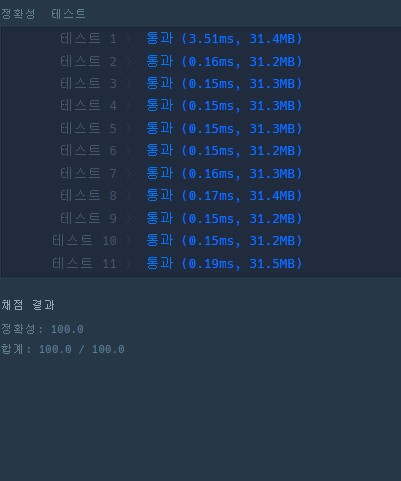 정확성 테스트
테스트 1 〉 통과 (3.51ms, 31.4MB)
테스트 2 〉 통과 (0.16ms, 31.2MB)
테스트 3 〉 통과 (0.15ms, 31.3MB)
테스트 4 〉 통과 (0.15ms, 31.3MB)
테스트 5 〉 통과 (0.15ms, 31.3MB)
테스트 6 〉 통과 (0.15ms, 31.2MB)
테스트 7 〉 통과 (0.16ms, 31.3MB)
테스트 8 〉 통과 (0.17ms, 31.4MB)
테스트 9 〉 통과 (0.15ms, 31.2MB)
테스트 10 〉 통과 (0.15ms, 31.2MB)
테스트 11 〉 통과 (0.19ms, 31.5MB)
채점 결과
정확성: 100.0
합계: 100.0 / 100.0